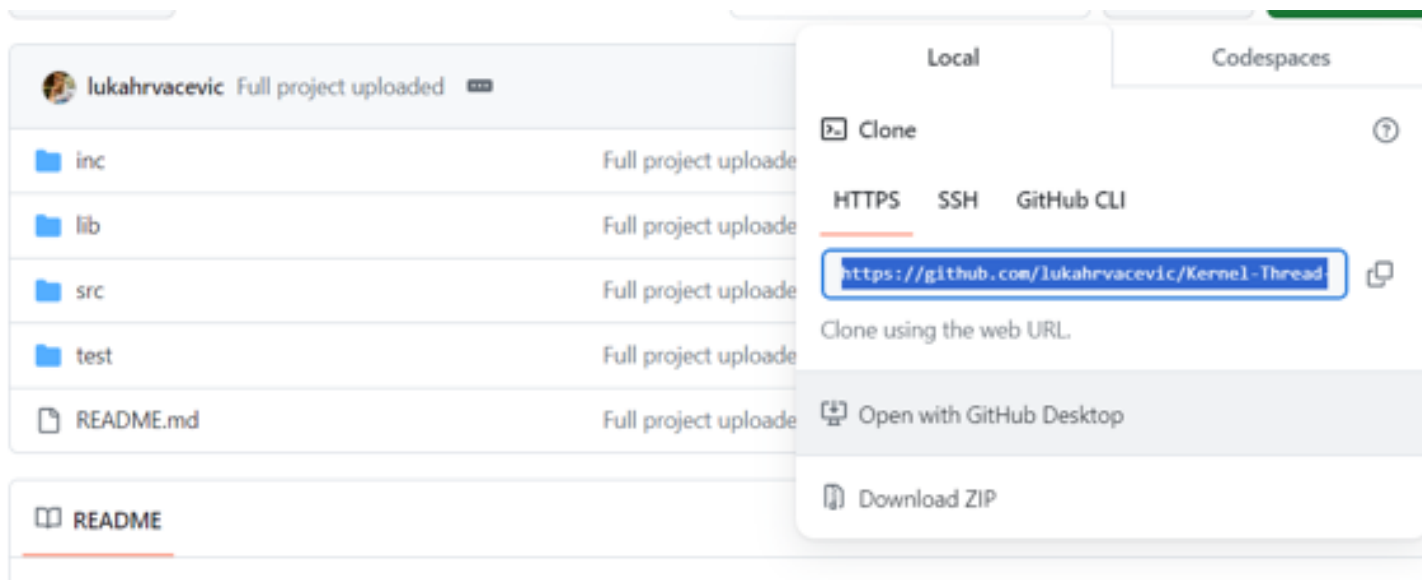 lukahrvacevic Full project uploaded
inc Full project uploade
lib Full project uploade
src Full project uploade
test Full project uploade
README.md Full project uploade
README
Local Codespaces
Clone
HTTPS SSH GitHub CLI
https://github.com/lukahrvacevic/Kernel-Thread-
Clone using the web URL.
Open with GitHub Desktop
Download ZIP